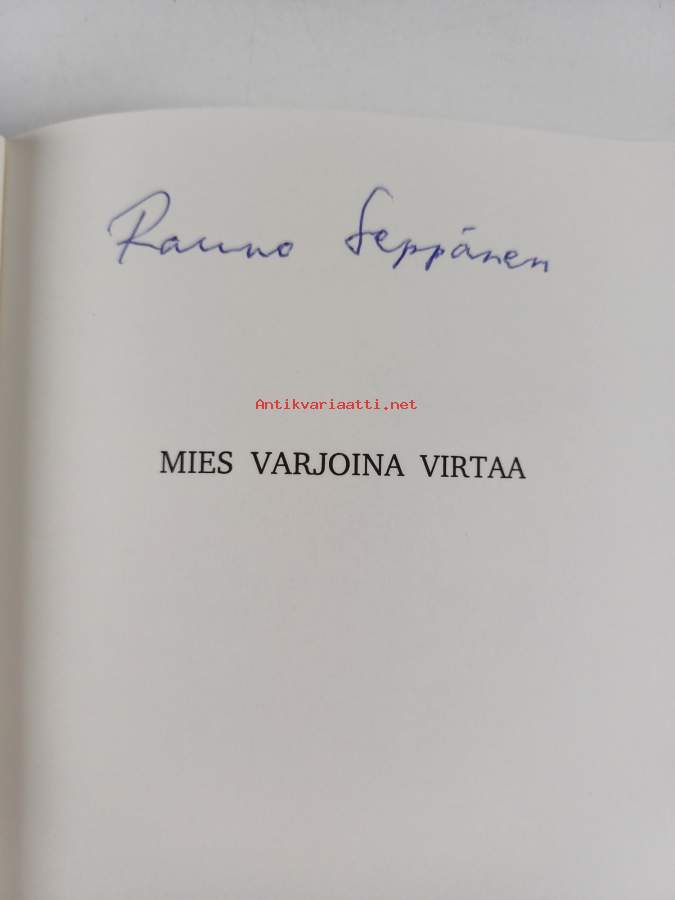 Rauno Seppänen
Antikvariaatti.net
MIES VARJOINA VIRTAA